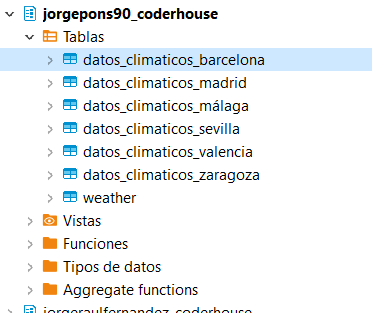 jorgepons90_coderhouse
Tablas
datos_climaticos_barcelona
datos_climaticos_madrid
datos_climaticos_málaga
datos_climaticos_sevilla
datos_climaticos_valencia
datos_climaticos_zaragoza
weather
Vistas
Funciones
Tipos de datos
Aggregate functions
jorgeraulfernandez_coderhouse